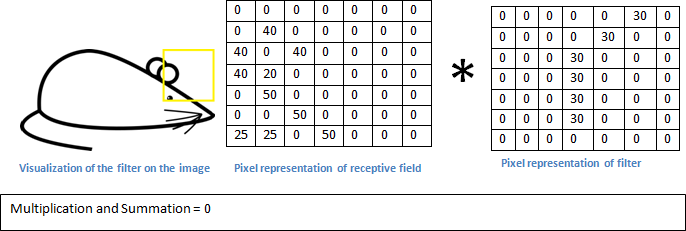 0 0 0 0 0 0 0
0 40 0 0 0 0 0
40 0 40 0 0 0 0
40 20 0 0 0 0 0
0 50 0 0 0 0 0
0 0 50 0 0 0 0
25 25 0 50 0 0 0
*
0 0 0 0 0 30 0
0 0 0 0 30 0 0
0 0 0 30 0 0 0
0 0 0 30 0 0 0
0 0 0 30 0 0 0
0 0 0 30 0 0 0
0 0 0 0 0 0 0
Visualization of the filter on the image
Pixel representation of receptive field
Pixel representation of filter
Multiplication and Summation = 0